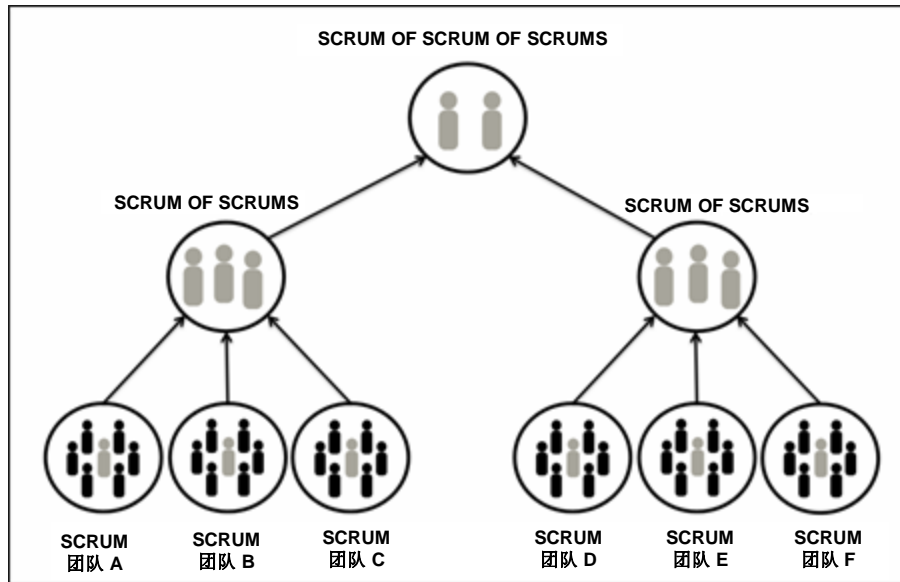 SCRUM OF SCRUM OF SCRUMS
SCRUM OF SCRUMS
SCRUM OF SCRUMS
SCRUM
团队 A
SCRUM
团队 B
SCRUM
团队 C
SCRUM
团队 D
SCRUM
团队 E
SCRUM
团队 F